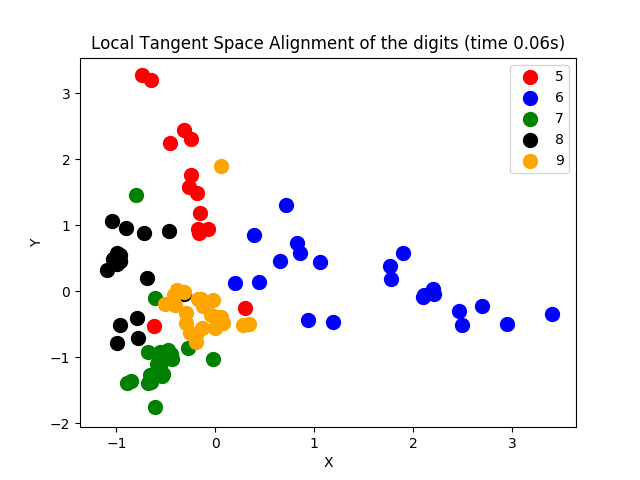 Local Tangent Space Alignment of the digits (time 0.06s)
5
6
7
8
9
3
2
1
0
−1
−2
Y
−1 0 1 2 3
X